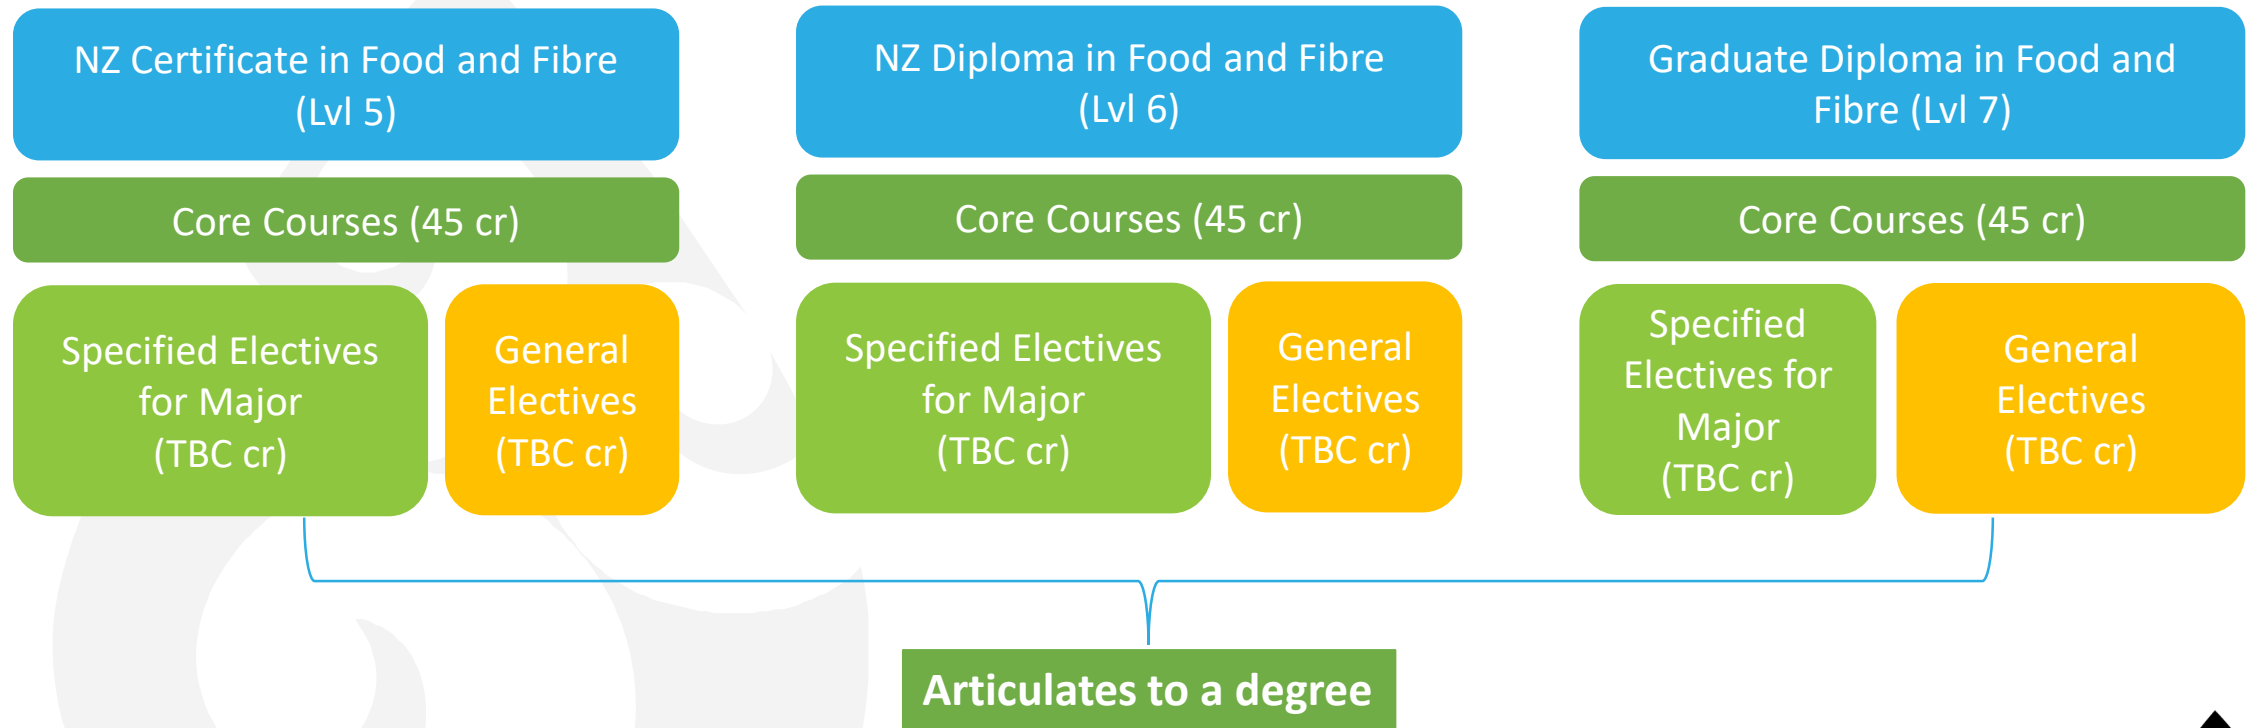 NZ Certificate in Food and Fibre
(Lvl 5)
NZ Diploma in Food and Fibre
(Lvl 6)
Graduate Diploma in Food and
Fibre (Lvl 7)
Core Courses (45 cr)
Core Courses (45 cr)
Core Courses (45 cr)
Specified Electives
for Major
(TBC cr)
General
Electives
(TBC cr)
Specified Electives
for Major
(TBC cr)
General
Electives
(TBC cr)
Specified
Electives for
Major
(TBC cr)
General
Electives
(TBC cr)
Articulates to a degree